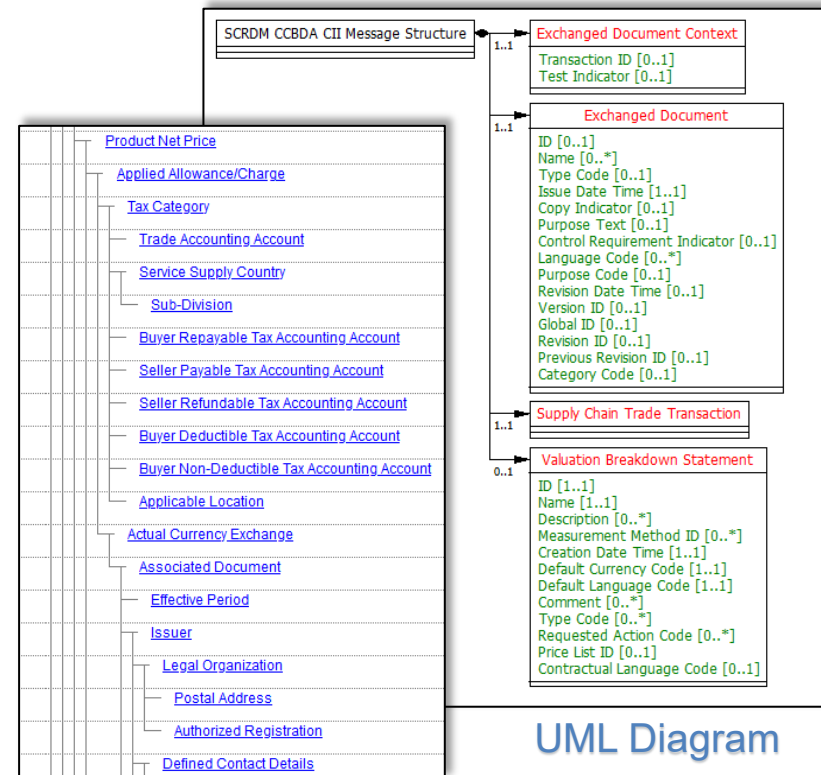 SCRDM CCBDA CII Message Structure
1..1
Exchanged Document Context
Transaction ID [0..1]
Test Indicator [0..1]
1..1
Exchanged Document
ID [0..1]
Name [0..*]
Type Code [0..1]
Issue Date Time [1..1]
Copy Indicator [0..1]
Purpose Text [0..1]
Control Requirement Indicator [0..1]
Language Code [0..*]
Purpose Code [0..1]
Revision Date Time [0..1]
Version ID [0..1]
Global ID [0..1]
Revision ID [0..1]
Previous Revision ID [0..1]
Category Code [0..1]
1..1
Supply Chain Trade Transaction
0..1
Valuation Breakdown Statement
ID [1..1]
Name [1..1]
Description [0..*]
Measurement Method ID [0..*]
Creation Date Time [1..1]
Default Currency Code [1..1]
Default Language Code [1..1]
Comment [0..*]
Type Code [0..*]
Requested Action Code [0..*]
Price List ID [0..1]
Contractual Language Code [0..1]
Product Net Price
Applied Allowance/Charge
Tax Category
Trade Accounting Account
Service Supply Country
Sub-Division
Buyer Repayable Tax Accounting Account
Seller Payable Tax Accounting Account
Seller Refundable Tax Accounting Account
Buyer Deductible Tax Accounting Account
Buyer Non-Deductible Tax Accounting Account
Applicable Location
Actual Currency Exchange
Associated Document
Effective Period
Issuer
Legal Organization
Postal Address
Authorized Registration
Defined Contact Details
UML Diagram